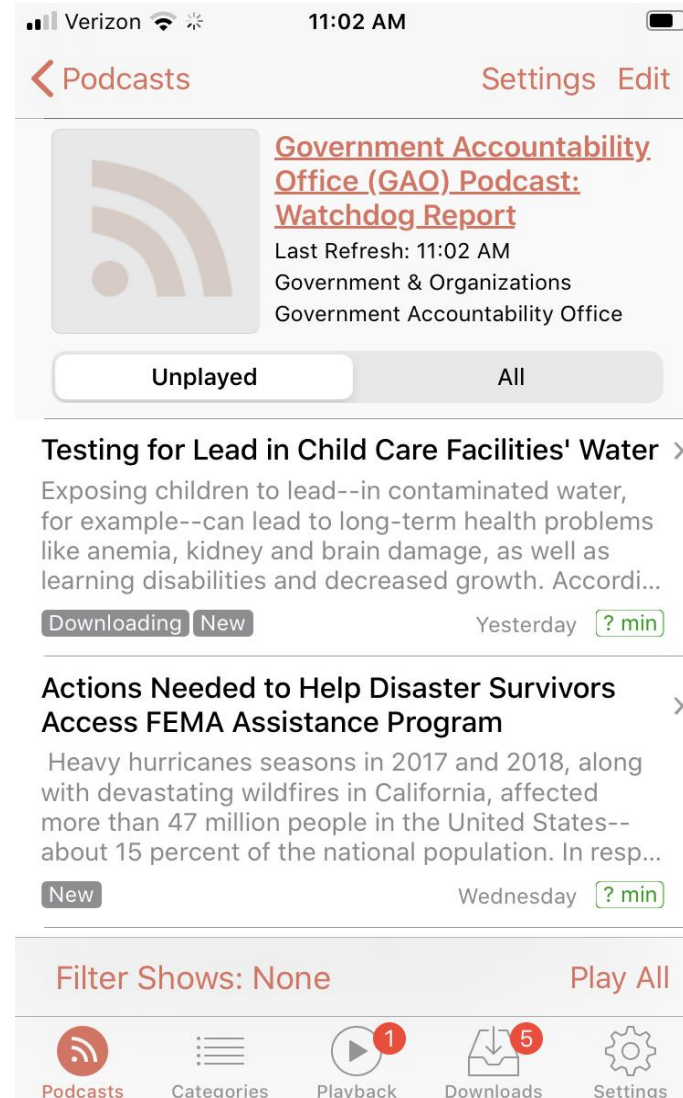 Verizon 11:02 AM
Podcasts Settings Edit
Government Accountability
Office (GAO) Podcast:
Watchdog Report
Last Refresh: 11:02 AM
Government & Organizations
Government Accountability Office
Unplayed All
Testing for Lead in Child Care Facilities' Water
Exposing children to lead--in contaminated water,
for example--can lead to long-term health problems
like anemia, kidney and brain damage, as well as
learning disabilities and decreased growth. Accordi...
Downloading New Yesterday ? min
Actions Needed to Help Disaster Survivors
Access FEMA Assistance Program
Heavy hurricanes seasons in 2017 and 2018, along
with devastating wildfires in California, affected
more than 47 million people in the United States--
about 15 percent of the national population. In resp...
New Wednesday ? min
Filter Shows: None Play All
1 5
Podcasts Categories Playback Downloads Settings